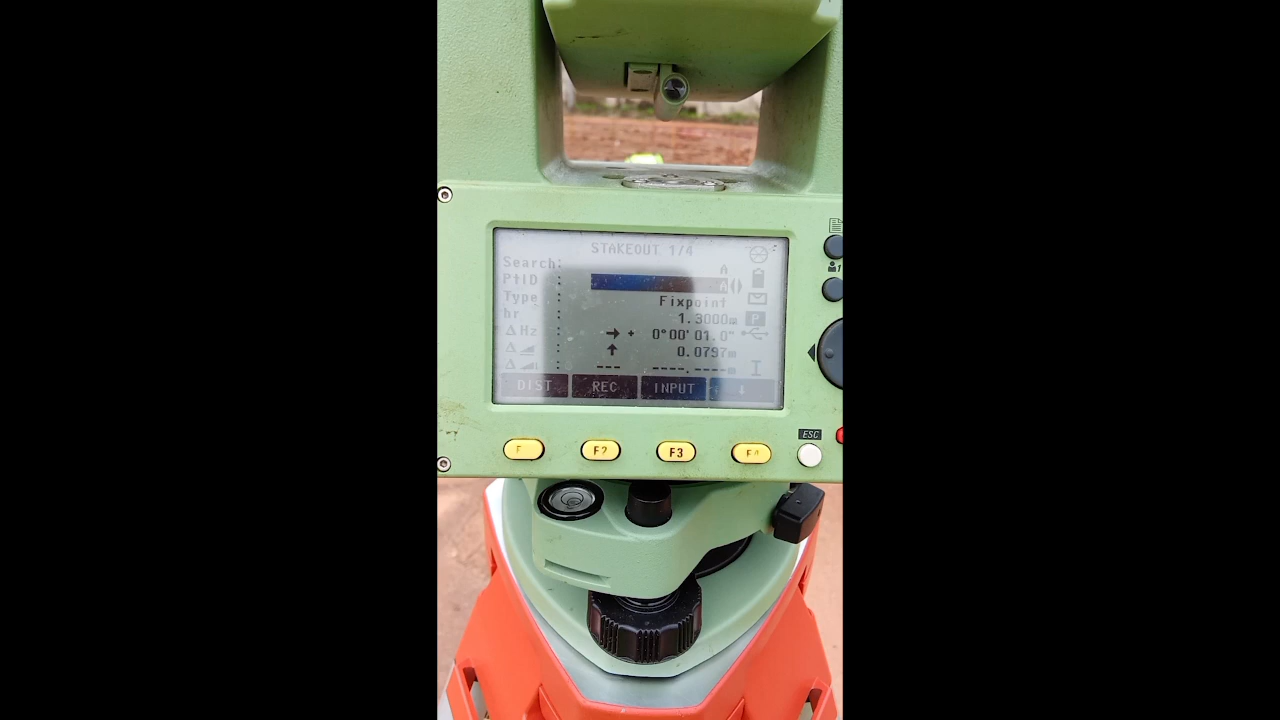 STAKEOUT 1/4
Search: A
PtID : A
Type : Fixpoint
hr : 1.3000m
ΔHz : → + 0°00'01.0"
Δ : ↑ 0.0797m
Δ : --- ----.----m
P
I
DIST REC INPUT ↓
ESC
F2 F3 F4
1